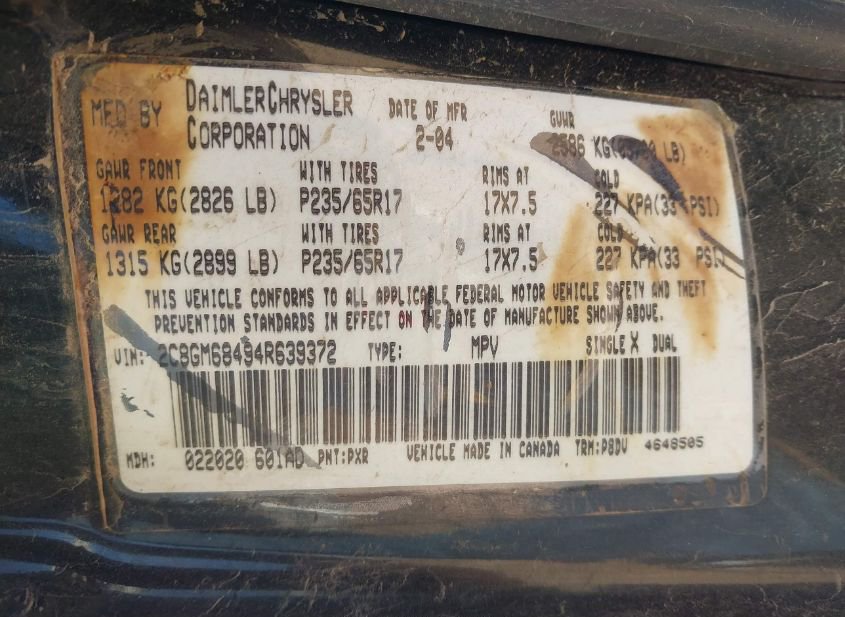 MFD BY DAIMLERCHRYSLER CORPORATION DATE OF MFR 2-04 GVWR
KG( LB)
GAWR FRONT WITH TIRES RIMS AT COLD
1282 KG(2826 LB) P235/65R17 17X7.5 227 KPA(33 PSI)
GAWR REAR WITH TIRES RIMS AT COLD
1315 KG(2899 LB) P235/65R17 17X7.5 227 KPA(33 PSI)
THIS VEHICLE CONFORMS TO ALL APPLICABLE FEDERAL MOTOR VEHICLE SAFETY AND THEFT
PREVENTION STANDARDS IN EFFECT ON THE DATE OF MANUFACTURE SHOWN ABOVE.
VIN: 2C8GM68494R639372 TYPE: MPV SINGLE X DUAL
MDH: 022020 601AD PNT:PXR VEHICLE MADE IN CANADA TRM:P8DV 4648505